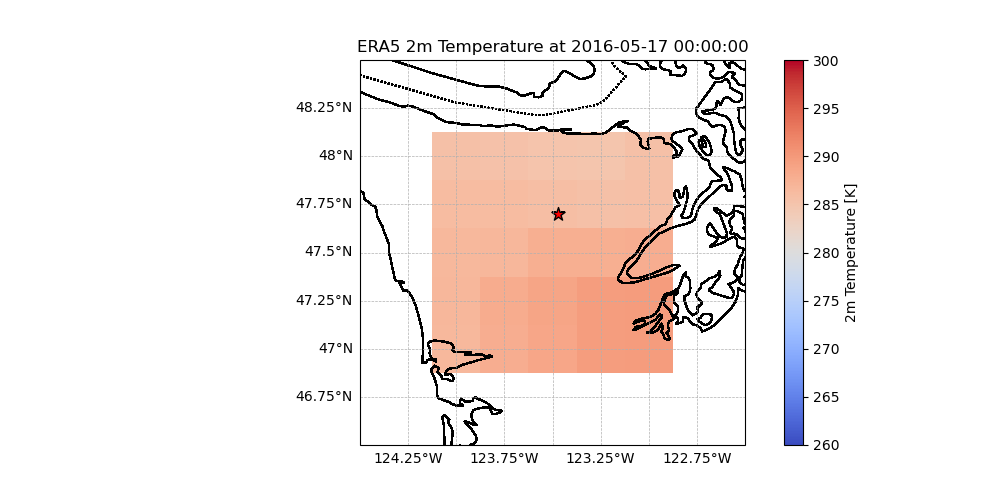 ERA5 2m Temperature at 2016-05-17 00:00:00
48.25°N
48°N
47.75°N
47.5°N
47.25°N
47°N
46.75°N
124.25°W
123.75°W
123.25°W
122.75°W
300
295
290
285
280
275
270
265
260
2m Temperature [K]